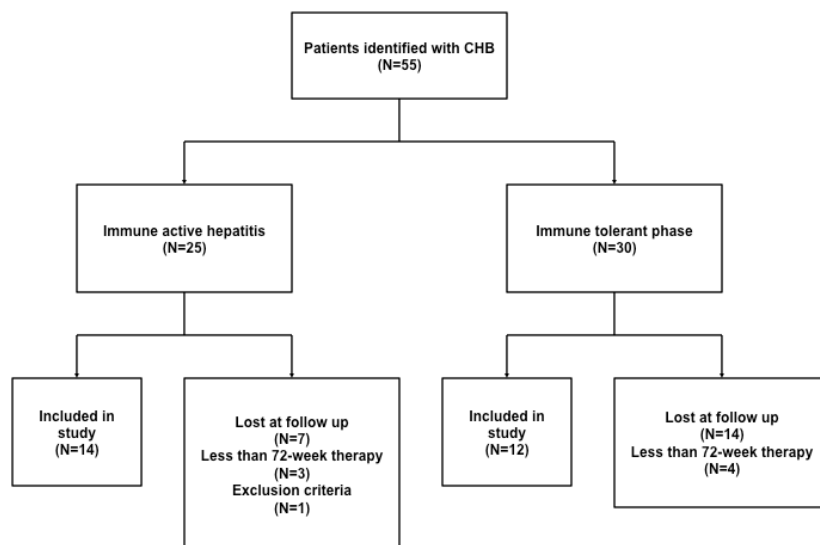 Patients identified with CHB
(N=55)
Immune active hepatitis
(N=25)
Immune tolerant phase
(N=30)
Included in
study
(N=14)
Lost at follow up
(N=7)
Less than 72-week therapy
(N=3)
Exclusion criteria
(N=1)
Included in
study
(N=12)
Lost at follow up
(N=14)
Less than 72-week therapy
(N=4)